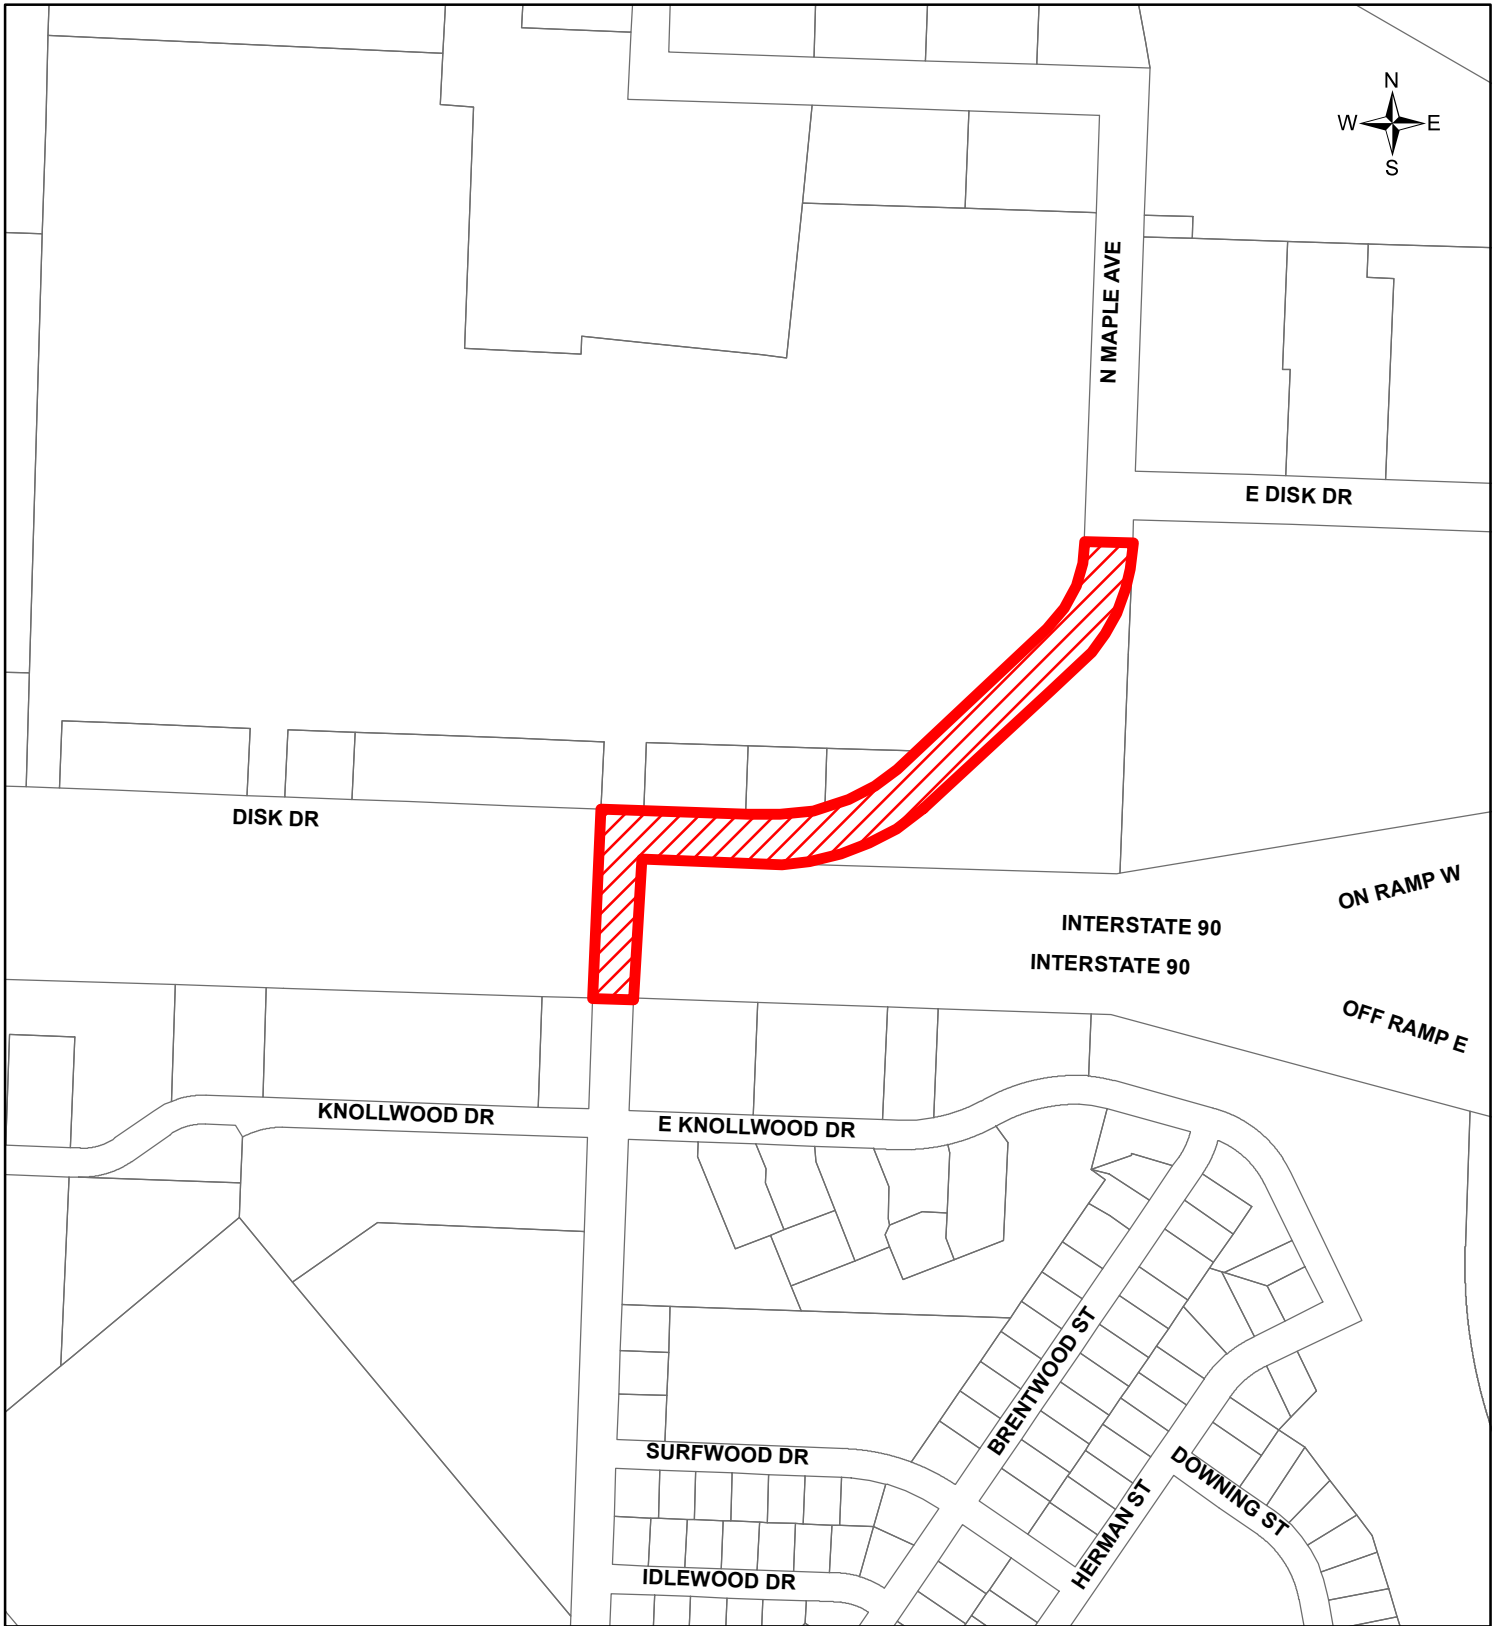 N
W E
S
N MAPLE AVE
E DISK DR
DISK DR
ON RAMP W
INTERSTATE 90
INTERSTATE 90
OFF RAMP E
KNOLLWOOD DR
E KNOLLWOOD DR
BRENTWOOD ST
SURFWOOD DR
DOWNING ST
HERMAN ST
IDLEWOOD DR